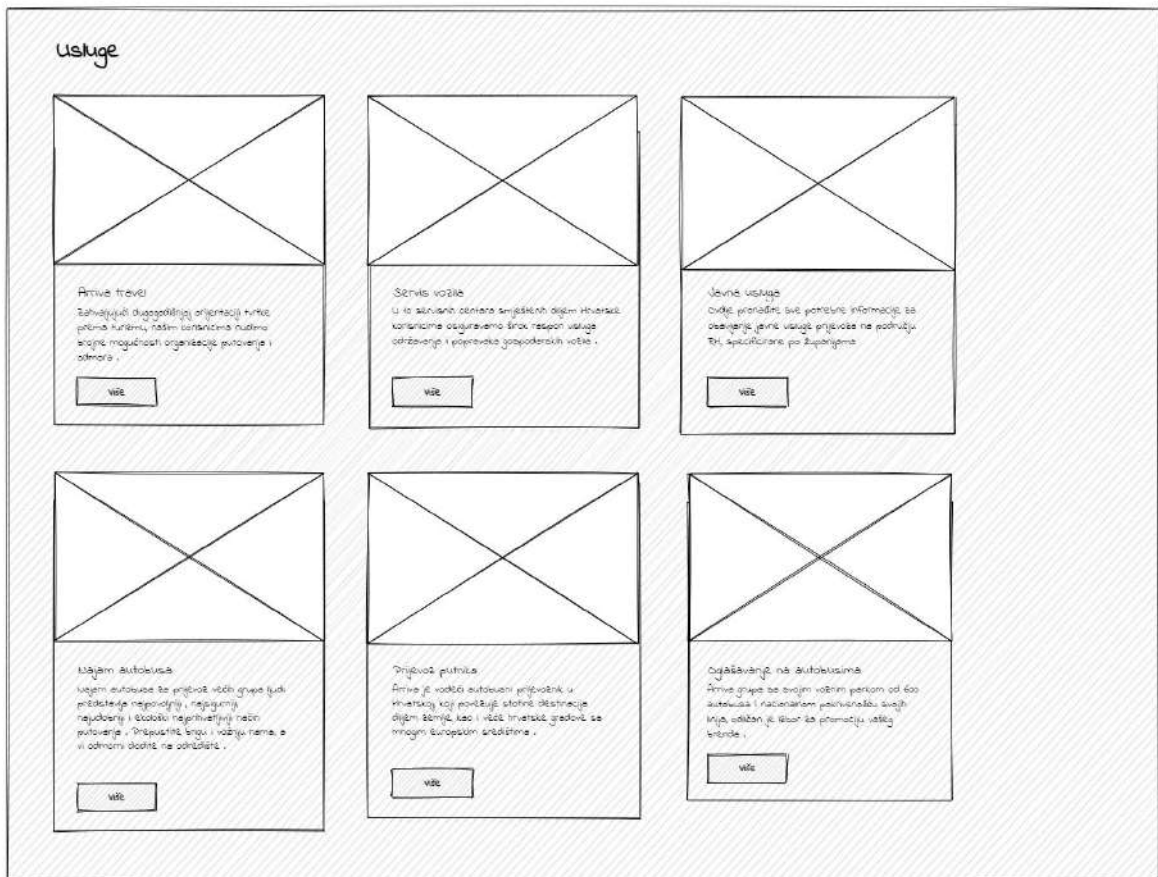 Usluge
Arriva travel
Zahvaljujući dugogodišnjoj orijentaciji tvrtke
prema turizmu, našim korisnicima nudimo
brojne mogućnosti organizacije putovanja i
odmora .
više
Servis vozila
U 10 servisnih centara smještenih diljem Hrvatske
korisnicima osiguravamo širok raspon usluga
održavanja i popravaka gospodarskih vozila .
više
Javna usluga
Ovdje pronađite sve potrebne informacije za
obavljanje javne usluge prijevoza na području
RH, specificirane po županijama
više
Najam autobusa
Najam autobusa za prijevoz većih grupa ljudi
predstavlja najpovoljniji , najsigurniji
najudobniji i ekološki najprihvatljiviji način
putovanja . Prepustite brigu i vožnju nama, a
vi odmorni dođite na odredište .
više
Prijevoz putnika
Arriva je vodeći autobusni prijevoznik u
Hrvatskoj koji povezuje stotine destinacija
diljem zemlje, kao i veće hrvatske gradove sa
mnogim europskim središtima .
više
Oglašavanje na autobusima
Arriva grupa sa svojim voznim parkom od 600
autobusa i nacionalnom pokrivenašću svojih
linija, odličan je izbor za promociju vašeg
brenda .
više